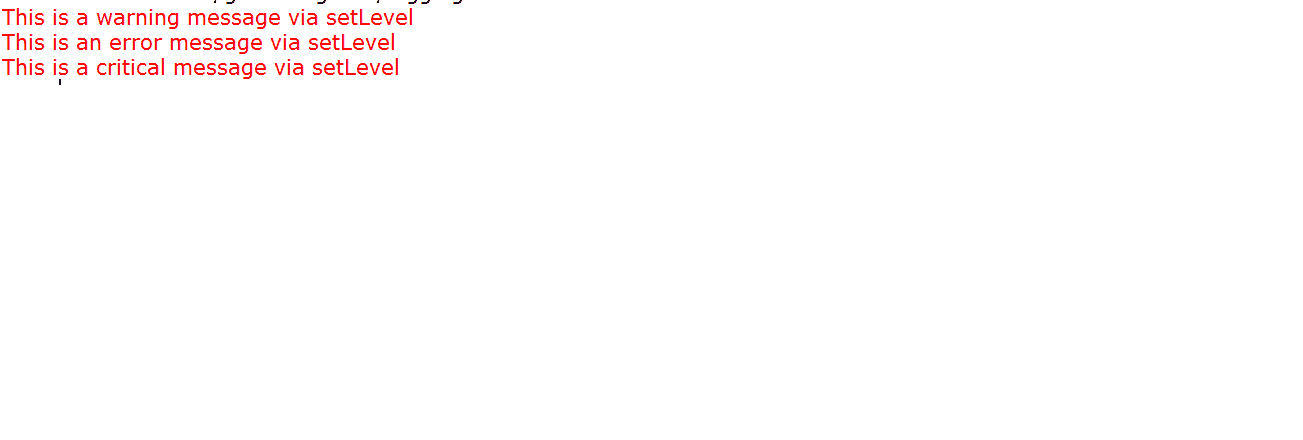 This is a warning message via setLevel
This is an error message via setLevel
This is a critical message via setLevel